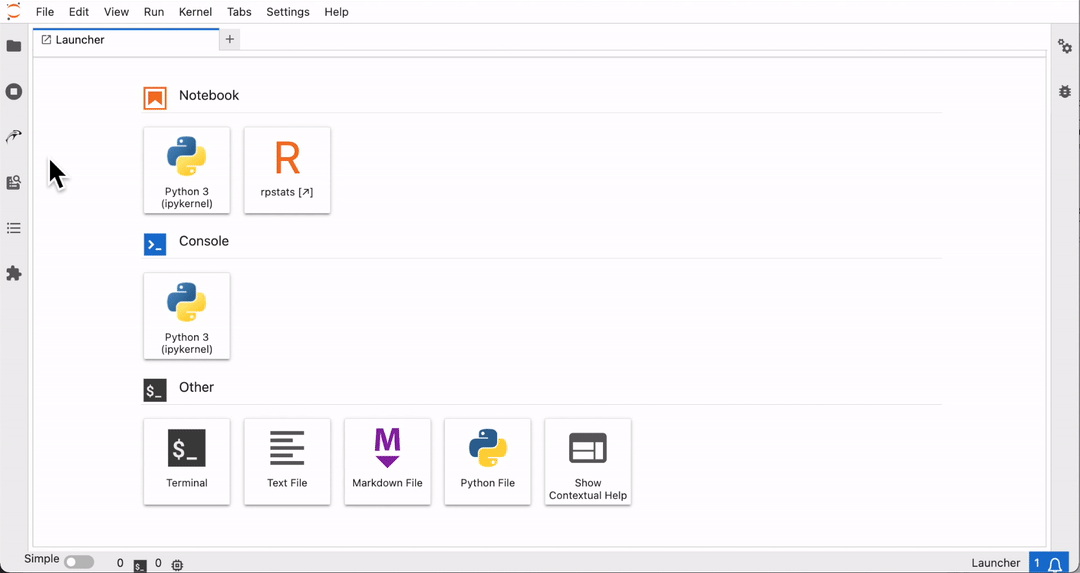 File Edit View Run Kernel Tabs Settings Help
Launcher +
Notebook
Python 3
(ipykernel)
R
rpstats [↗]
Console
>_
Python 3
(ipykernel)
Other
$_
$_
Terminal
Text File
M
Markdown File
Python File
Show
Contextual Help
Simple 0 $_ 0 Launcher 1